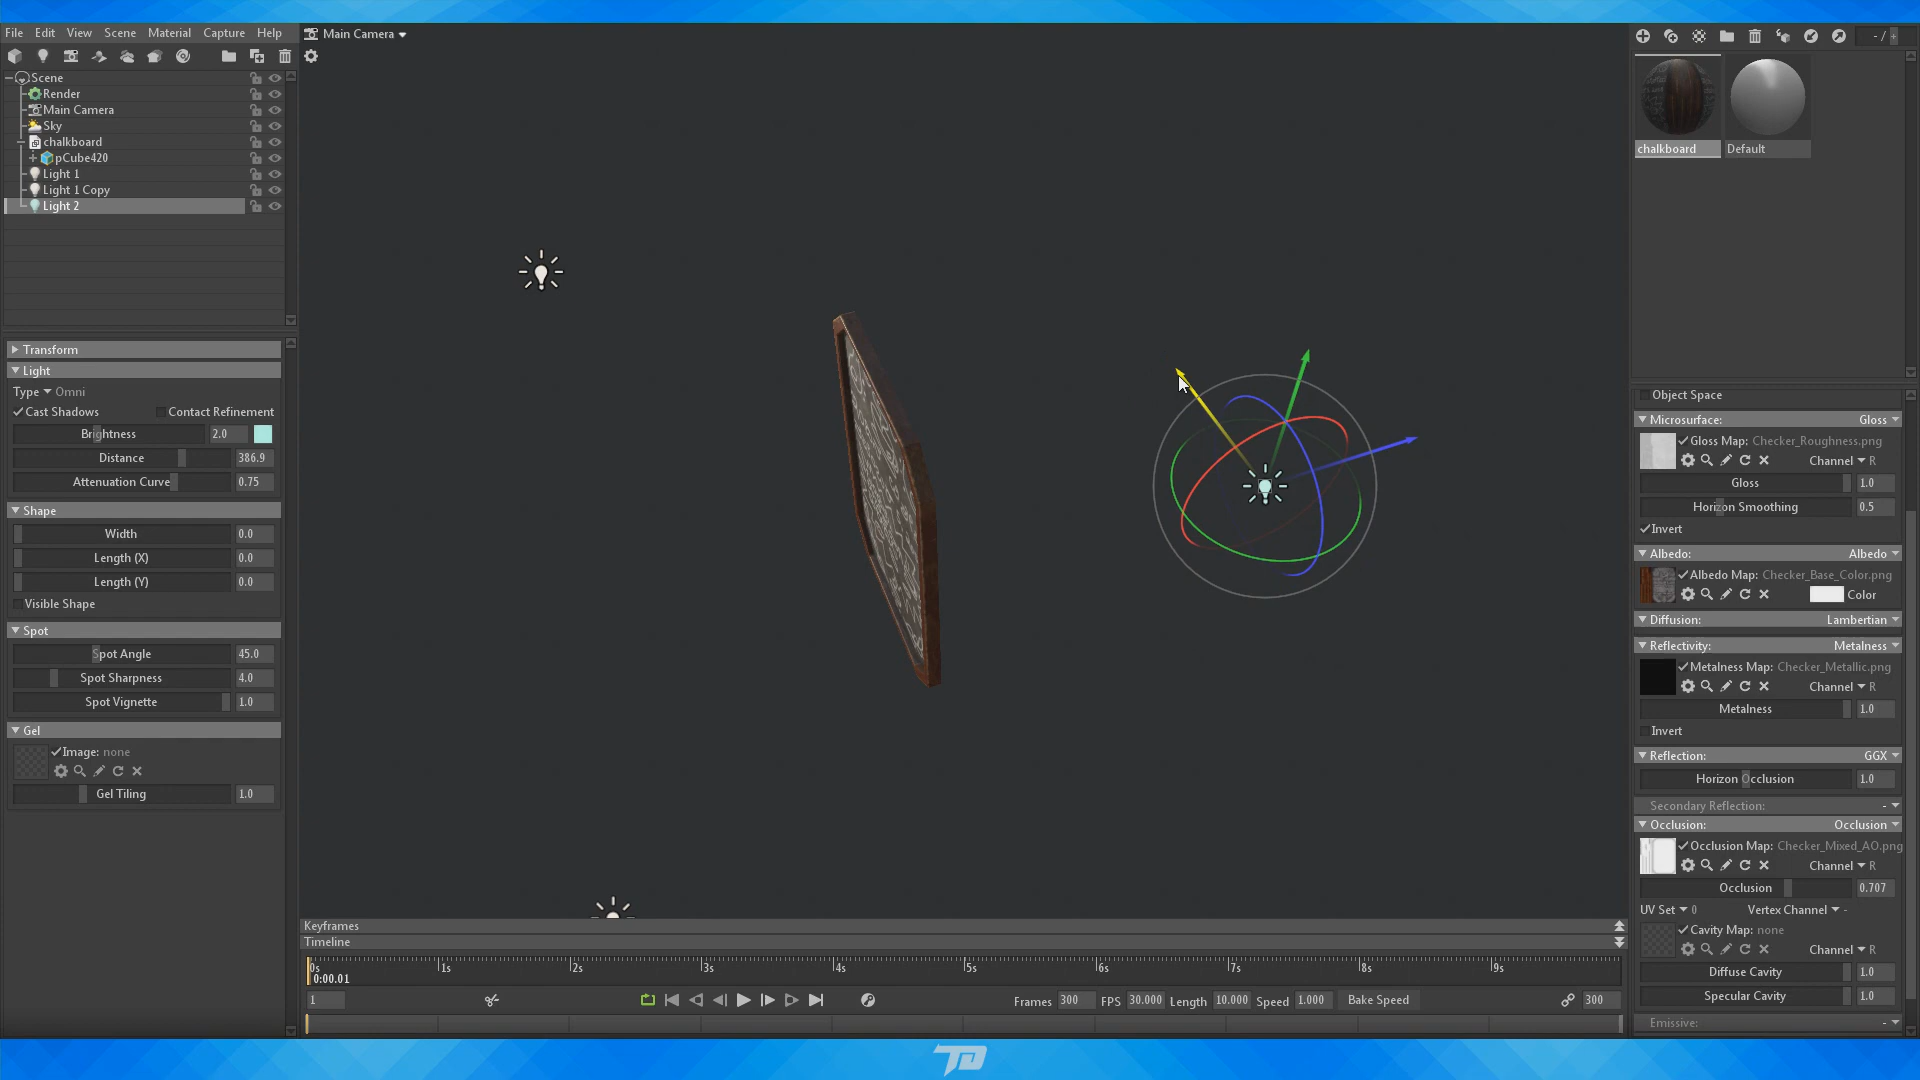 File Edit View Scene Material Capture Help
Main Camera
- / +
Scene
Render
Main Camera
Sky
chalkboard
pCube420
Light 1
Light 1 Copy
Light 2
chalkboard Default
Transform
Light
Type Omni
Cast Shadows Contact Refinement
Brightness 2.0
Distance 386.9
Attenuation Curve 0.75
Shape
Width 0.0
Length (X) 0.0
Length (Y) 0.0
Visible Shape
Spot
Spot Angle 45.0
Spot Sharpness 4.0
Spot Vignette 1.0
Gel
Image: none
Gel Tiling 1.0
Object Space
Microsurface: Gloss
Gloss Map: Checker_Roughness.png
Channel R
Gloss 1.0
Horizon Smoothing 0.5
Invert
Albedo: Albedo
Albedo Map: Checker_Base_Color.png
Color
Diffusion: Lambertian
Reflectivity: Metalness
Metalness Map: Checker_Metallic.png
Channel R
Metalness 1.0
Invert
Reflection: GGX
Horizon Occlusion 1.0
Secondary Reflection: -
Occlusion: Occlusion
Occlusion Map: Checker_Mixed_AO.png
Channel R
Occlusion 0.707
UV Set 0 Vertex Channel -
Cavity Map: none
Channel R
Diffuse Cavity 1.0
Specular Cavity 1.0
Emissive: -
Keyframes
Timeline
0s 1s 2s 3s 4s 5s 6s 7s 8s 9s
0:00.01
1 Frames 300 FPS 30.000 Length 10.000 Speed 1.000 Bake Speed 300
TD